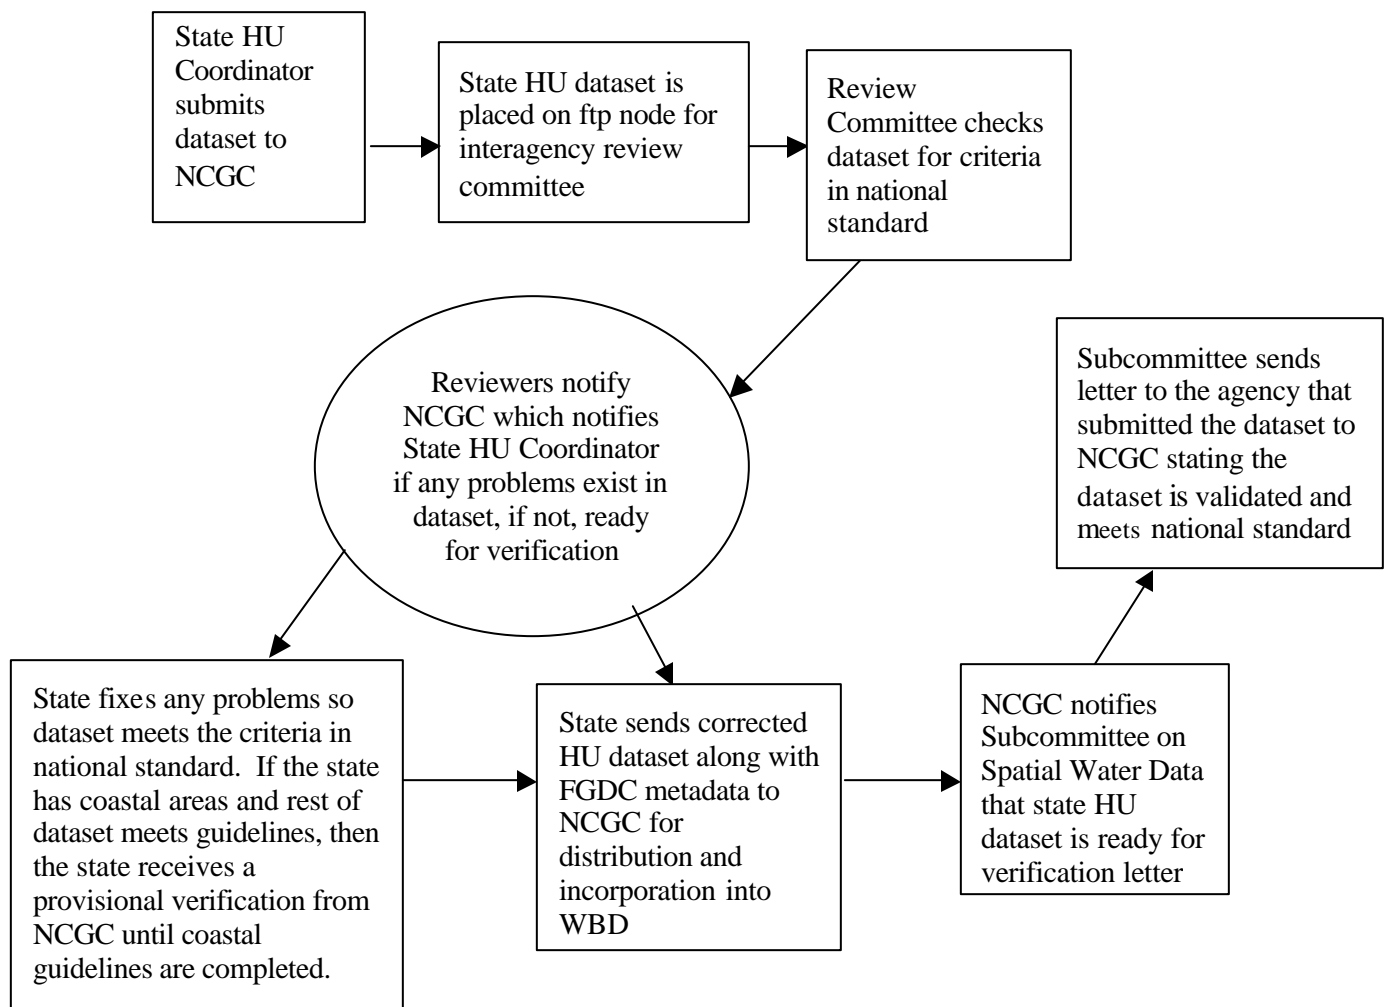 State HU
Coordinator
submits
dataset to
NCGC
State HU dataset is
placed on ftp node for
interagency review
committee
Review
Committee checks
dataset for criteria
in national
standard
Reviewers notify
NCGC which notifies
State HU Coordinator
if any problems exist in
dataset, if not, ready
for verification
Subcommittee sends
letter to the agency that
submitted the dataset to
NCGC stating the
dataset is validated and
meets national standard
State fixes any problems so
dataset meets the criteria in
national standard.  If the state
has coastal areas and rest of
dataset meets guidelines, then
the state receives a
provisional verification from
NCGC until coastal
guidelines are completed.
State sends corrected
HU dataset along with
FGDC metadata to
NCGC for
distribution and
incorporation into
WBD
NCGC notifies
Subcommittee on
Spatial Water Data
that state HU
dataset is ready for
verification letter